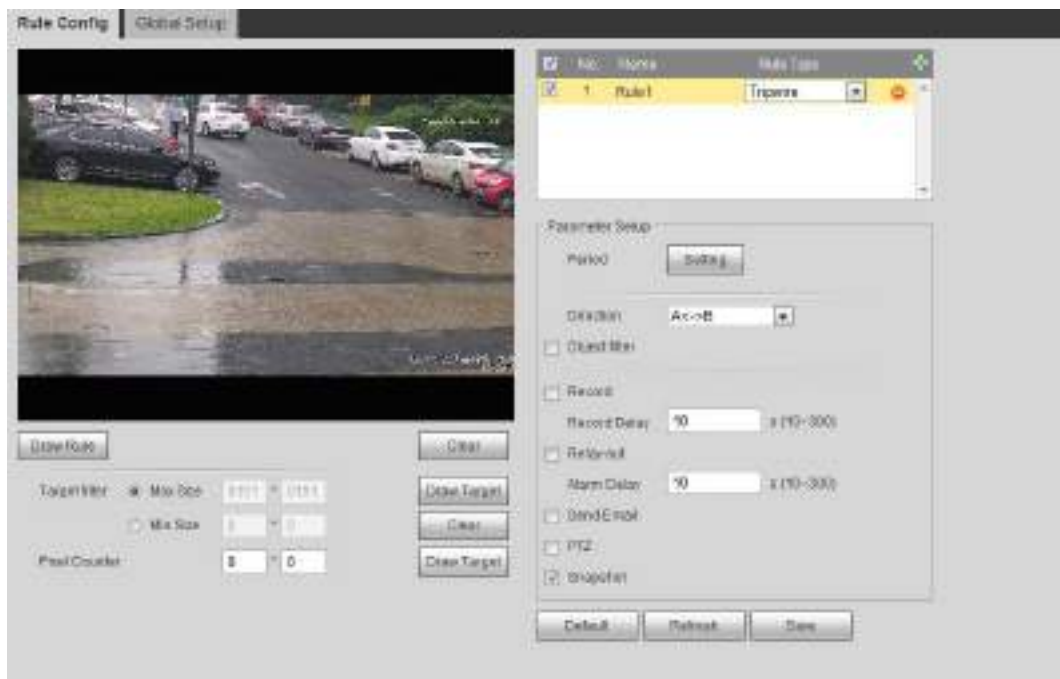 Rule Config
Global Setup
No. Name Rule Type
1 Rule1 Tripwire
Parameter Setup
Period Setting
Direction A<->B
Object filter
Record
Record Delay 10 s (10~300)
Relay-out
Alarm Delay 10 s (10~300)
Send Email
PTZ
Snapshot
Default Refresh Save
Draw Rule Clear
Target filter Max Size * Draw Target
Min Size * Clear
Pixel Counter 0 * 0 Draw Target